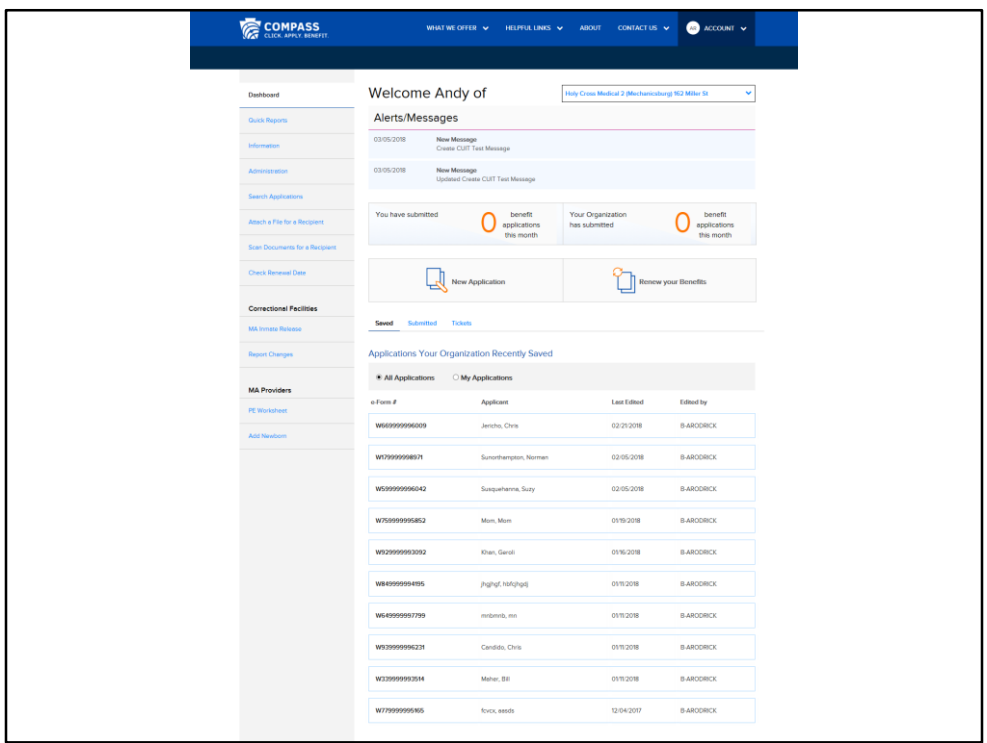 COMPASS
CLICK. APPLY. BENEFIT.
WHAT WE OFFER
HELPFUL LINKS
ABOUT
CONTACT US
AR
ACCOUNT
Dashboard
Quick Reports
Information
Administration
Search Applications
Attach a File for a Recipient
Scan Documents for a Recipient
Check Renewal Date
Correctional Facilities
MA Inmate Release
Report Changes
MA Providers
PE Worksheet
Add Newborn
Welcome Andy of
Holy Cross Medical 2 (Mechanicsburg) 162 Miller St
Alerts/Messages
03/05/2018 New Message
Create CUIT Test Message
03/05/2018 New Message
Updated Create CUIT Test Message
You have submitted 0 benefit applications this month
Your Organization has submitted 0 benefit applications this month
New Application
Renew your Benefits
Saved Submitted Tickets
Applications Your Organization Recently Saved
All Applications My Applications
e-Form # Applicant Last Edited Edited by
W669999996009 Jericho, Chris 02/21/2018 B-ARODRICK
W179999998971 Sunorthampton, Norman 02/05/2018 B-ARODRICK
W599999996042 Susquehanna, Suzy 02/05/2018 B-ARODRICK
W759999995852 Mom, Mom 01/19/2018 B-ARODRICK
W929999993092 Khan, Garoli 01/16/2018 B-ARODRICK
W849999994195 jhgjhgf, hbfcjhgdj 01/11/2018 B-ARODRICK
W649999997799 mnbmnb, mn 01/11/2018 B-ARODRICK
W939999996231 Candido, Chris 01/11/2018 B-ARODRICK
W339999993514 Maher, Bill 01/11/2018 B-ARODRICK
W779999995165 fcvcx, aasds 12/04/2017 B-ARODRICK